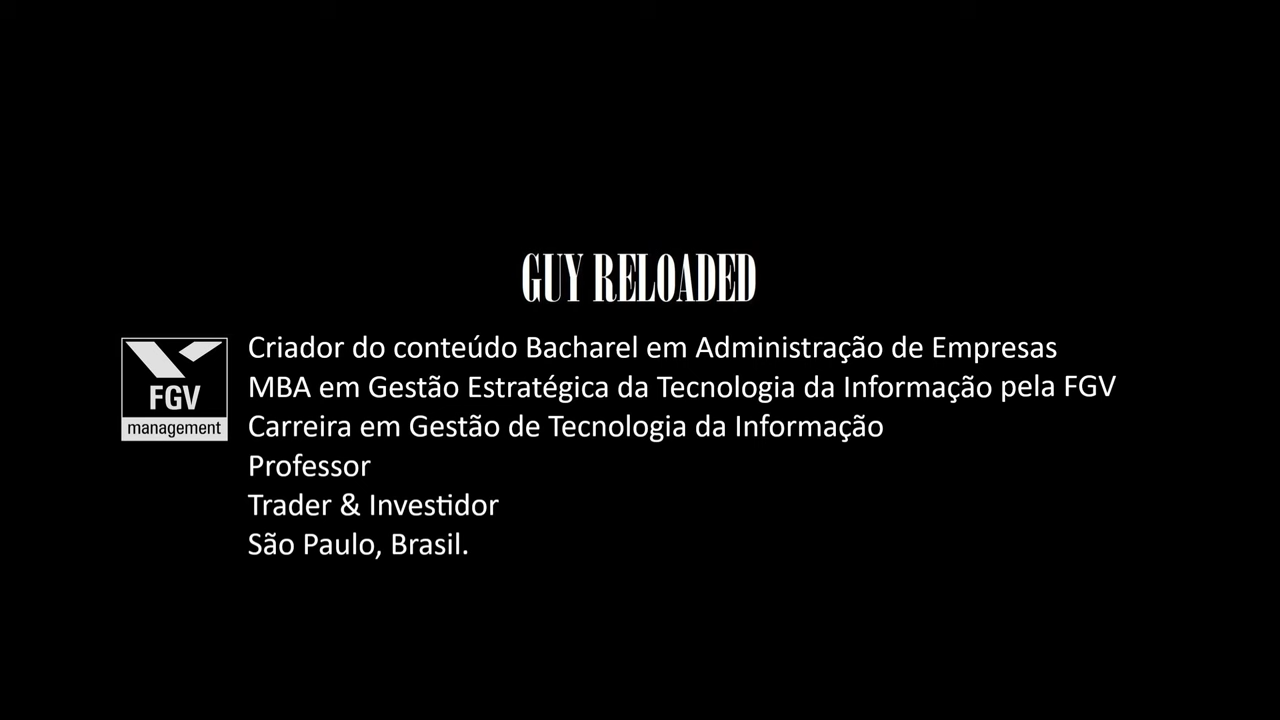 GUY RELOADED
Criador do conteúdo Bacharel em Administração de Empresas
MBA em Gestão Estratégica da Tecnologia da Informação pela FGV
Carreira em Gestão de Tecnologia da Informação
Professor
Trader & Investidor
São Paulo, Brasil.
FGV
management